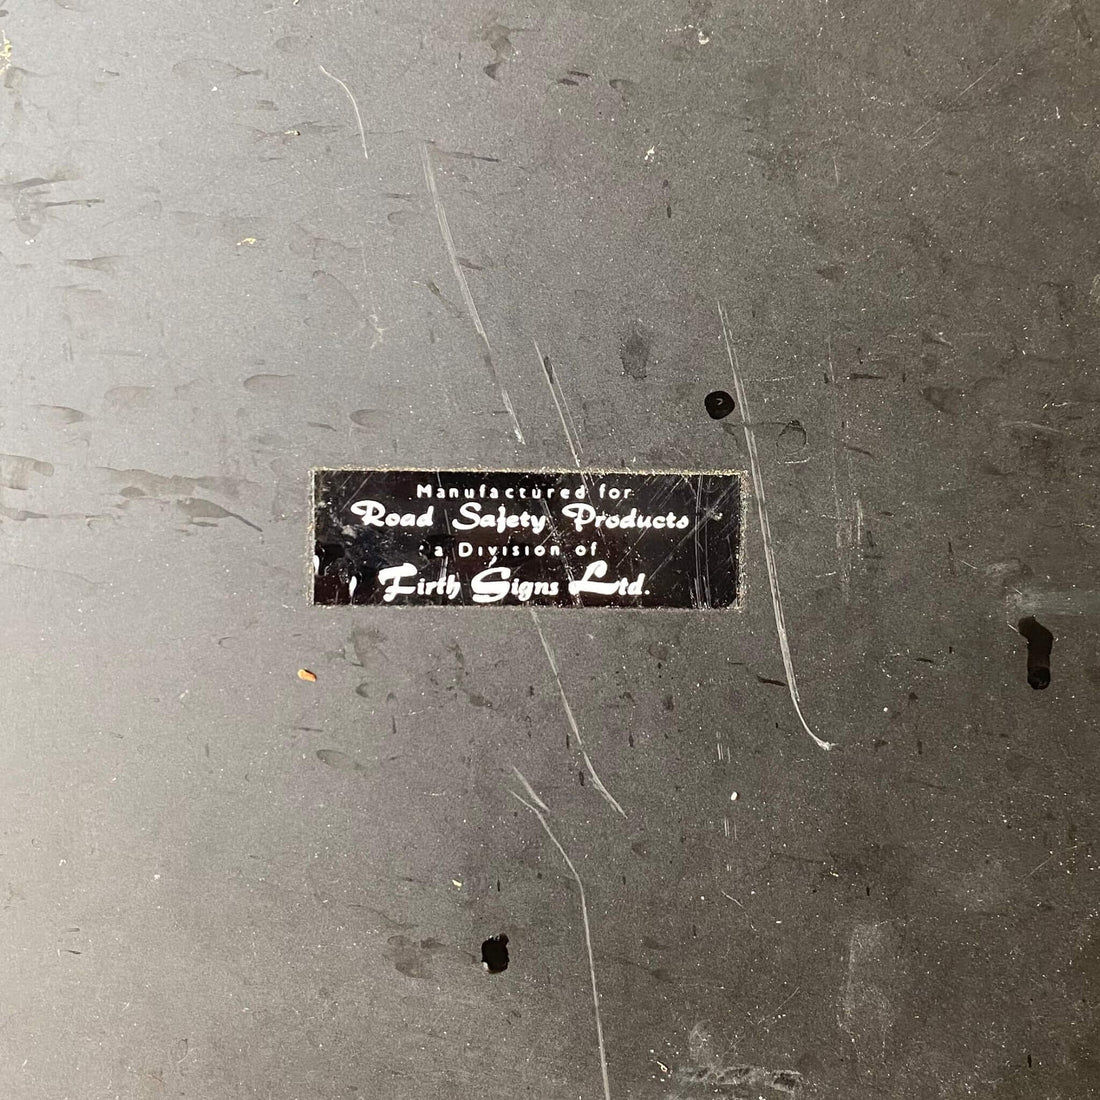 Manufactured for
Road Safety Products
a Division of
Firth Signs Ltd.